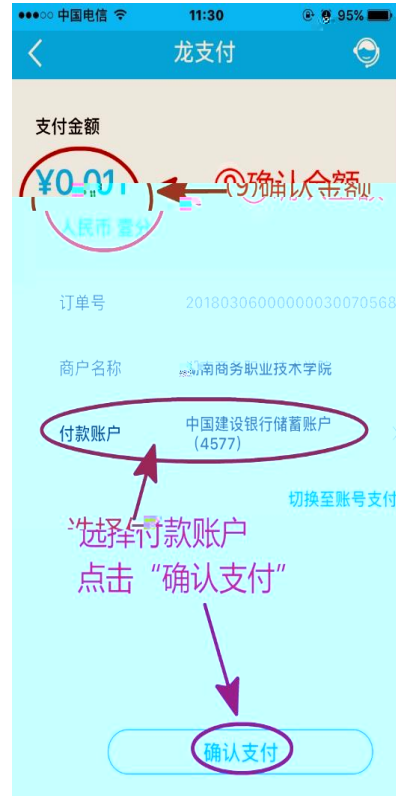 中国电信 11:30 95%
龙支付
支付金额
¥0.01 (9)确认金额
人民币 壹分
订单号 20180306000000030070568
商户名称 湖南商务职业技术学院
付款账户 中国建设银行储蓄账户
（4577）
切换至账号支付
选择付款账户
点击“确认支付”
确认支付